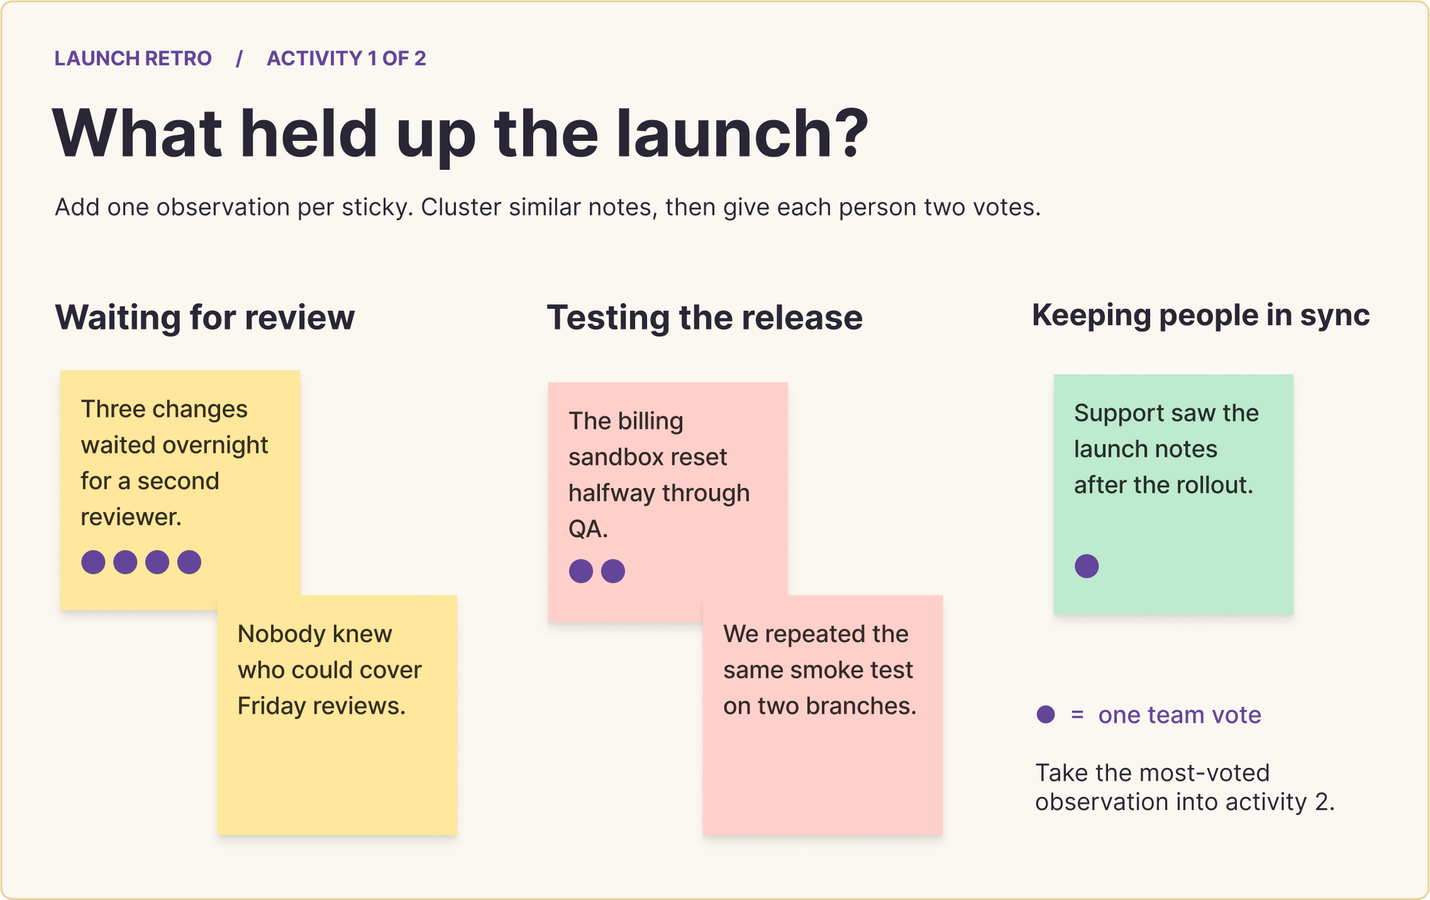 LAUNCH RETRO / ACTIVITY 1 OF 2
What held up the launch?
Add one observation per sticky. Cluster similar notes, then give each person two votes.
Waiting for review
Three changes
waited overnight
for a second
reviewer.
Nobody knew
who could cover
Friday reviews.
Testing the release
The billing
sandbox reset
halfway through
QA.
We repeated the
same smoke test
on two branches.
Keeping people in sync
Support saw the
launch notes
after the rollout.
= one team vote
Take the most-voted
observation into activity 2.